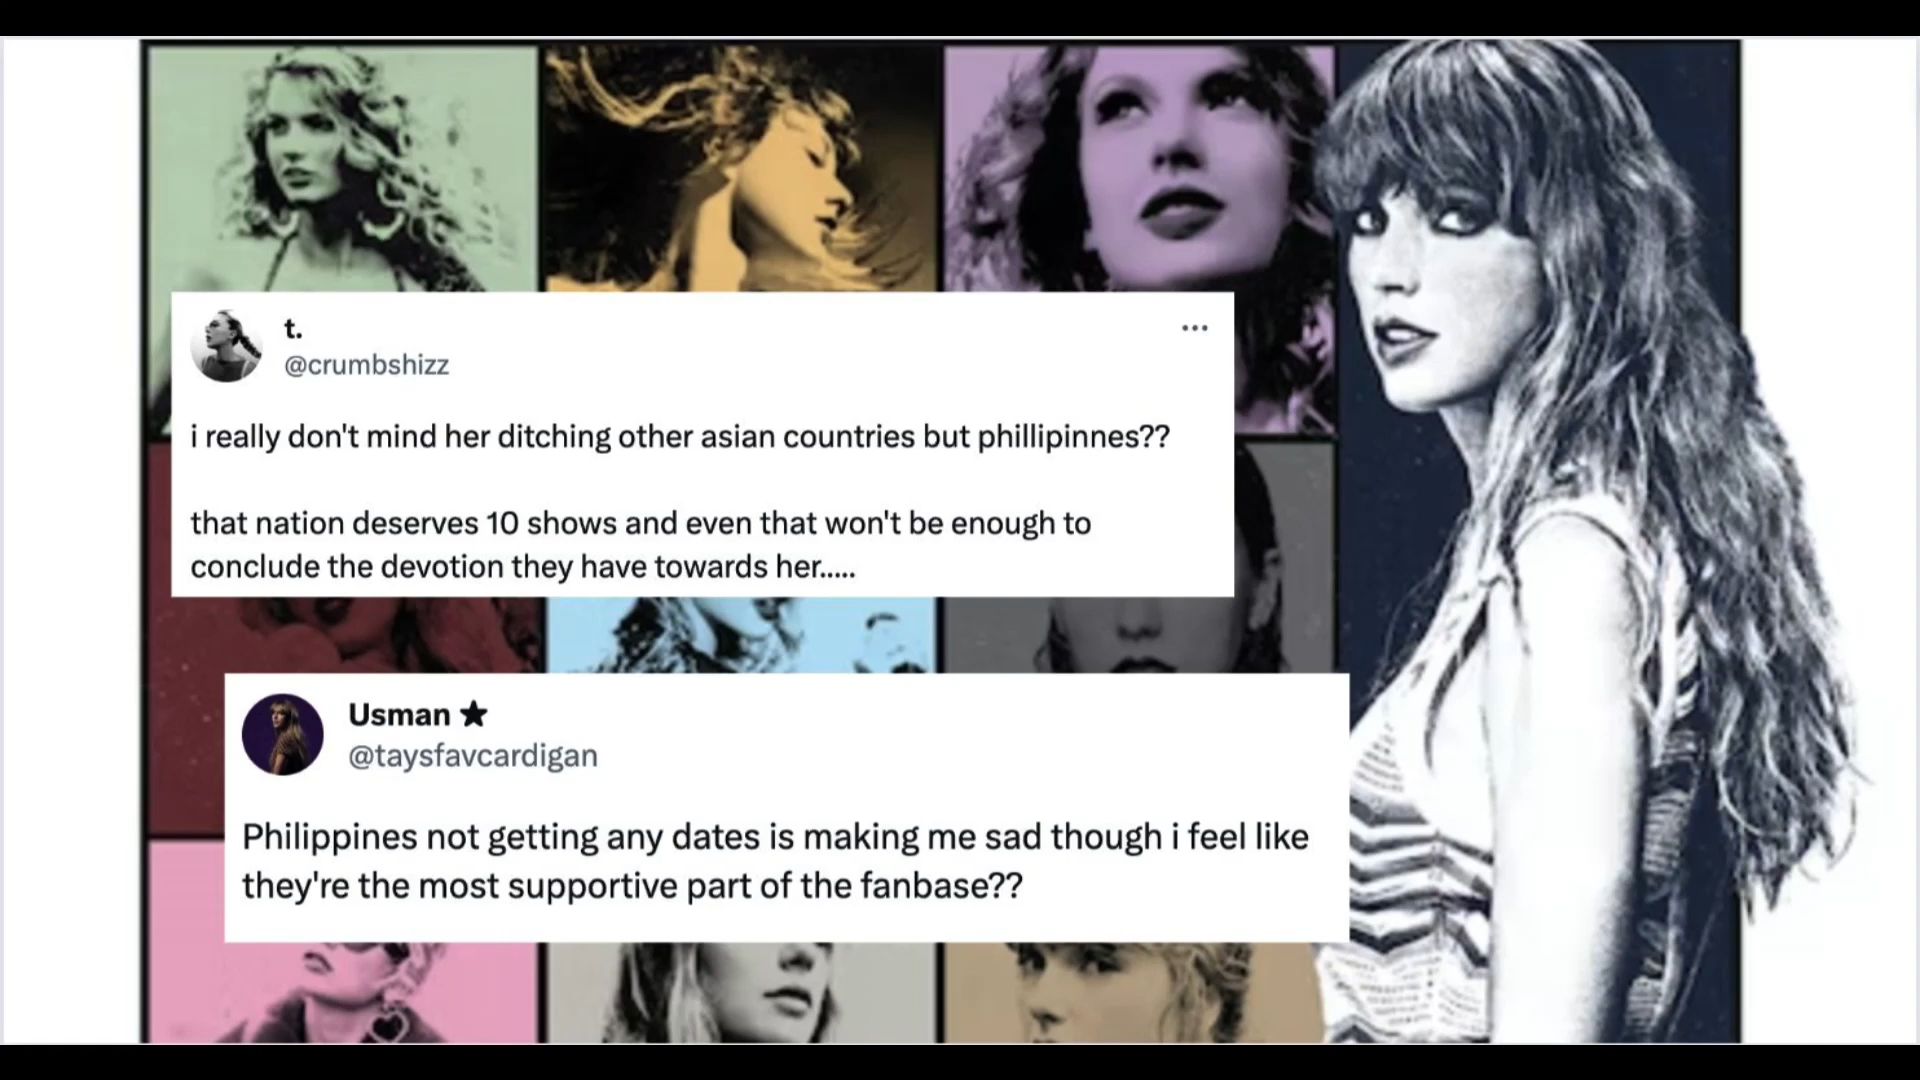 t.
@crumbshizz
i really don't mind her ditching other asian countries but phillipinnes??
that nation deserves 10 shows and even that won't be enough to
conclude the devotion they have towards her.....
Usman ★
@taysfavcardigan
Philippines not getting any dates is making me sad though i feel like
they're the most supportive part of the fanbase??